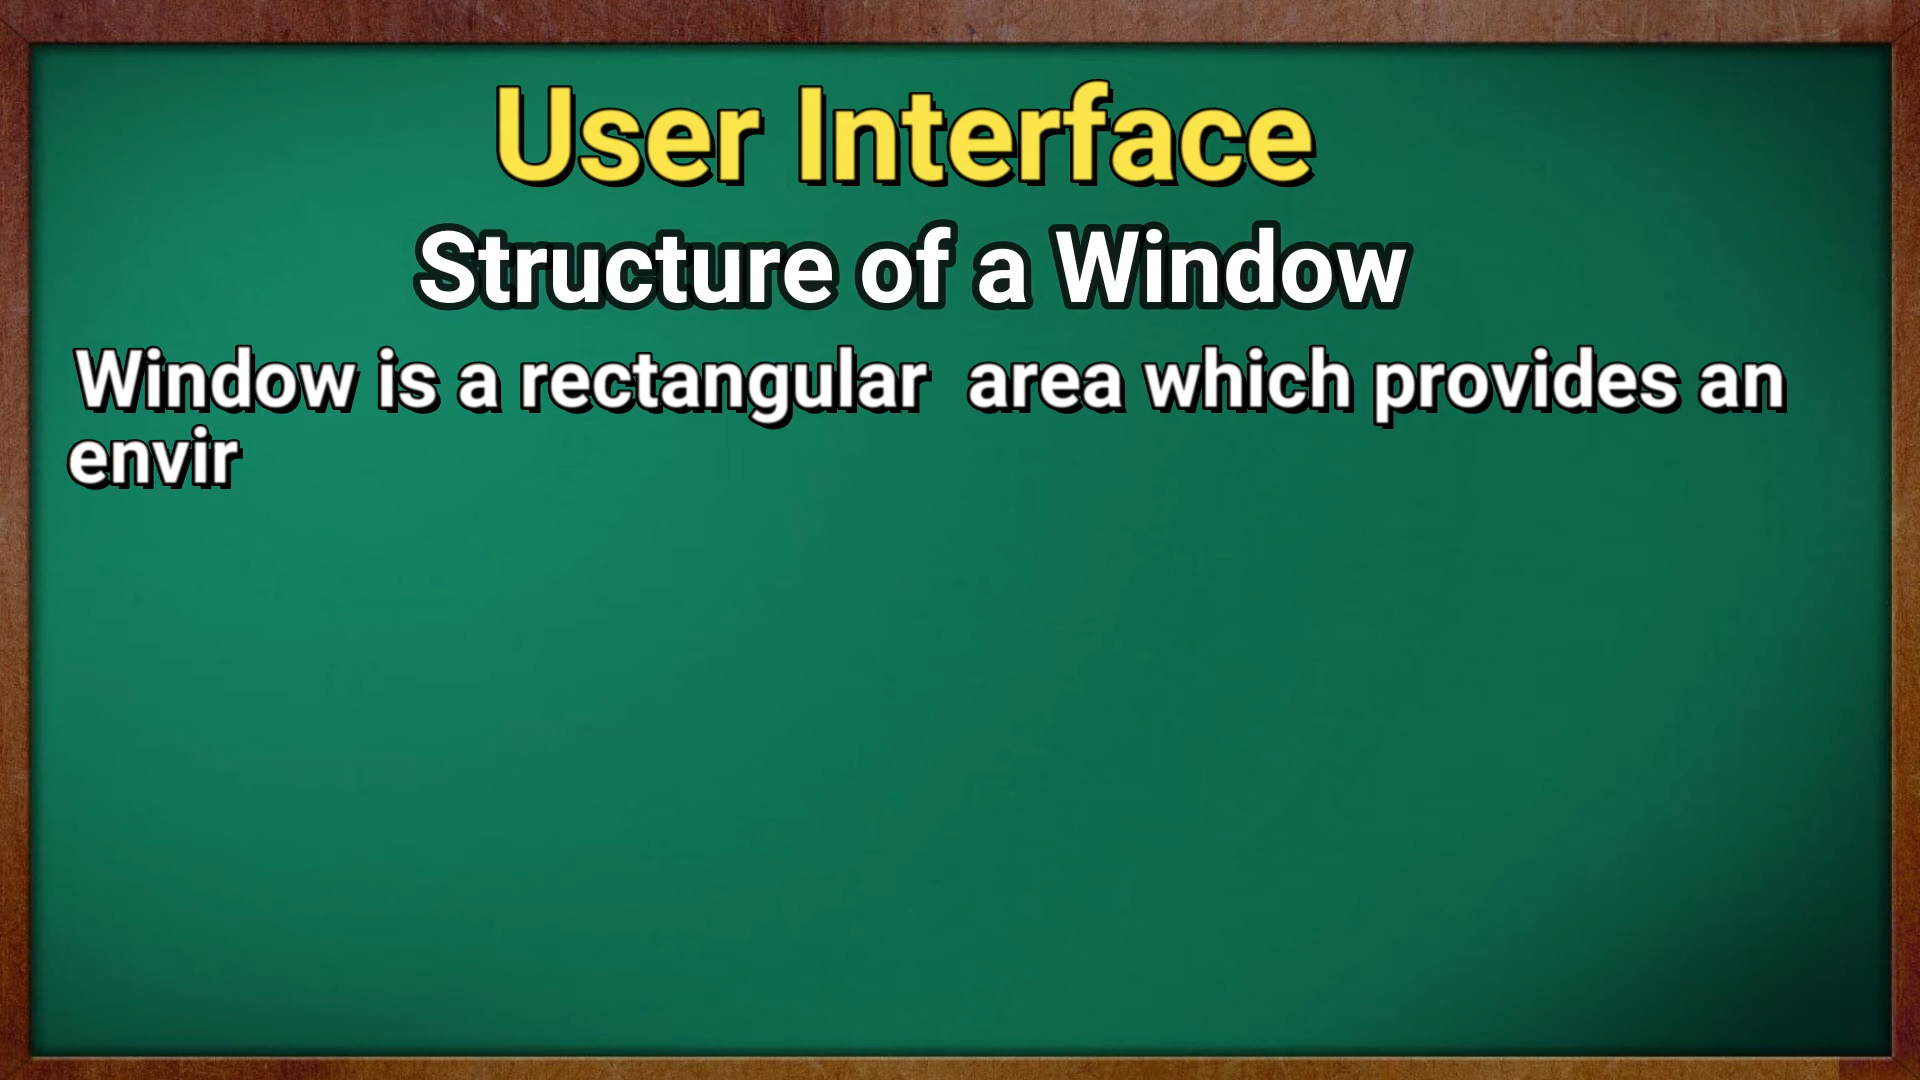 User Interface
Structure of a Window
Window is a rectangular  area which provides an
envir